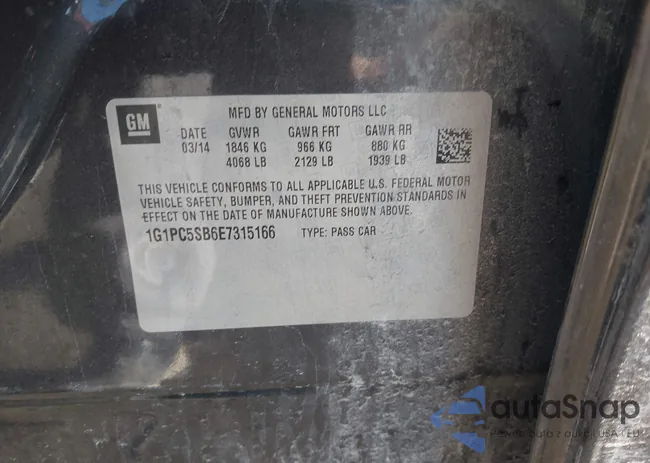 GM
MFD BY GENERAL MOTORS LLC
DATE GVWR GAWR FRT GAWR RR
03/14 1846 KG 966 KG 880 KG
4068 LB 2129 LB 1939 LB
THIS VEHICLE CONFORMS TO ALL APPLICABLE U.S. FEDERAL MOTOR
VEHICLE SAFETY, BUMPER, AND THEFT PREVENTION STANDARDS IN
EFFECT ON THE DATE OF MANUFACTURE SHOWN ABOVE.
1G1PC5SB6E7315166 TYPE: PASS CAR
autaSnap